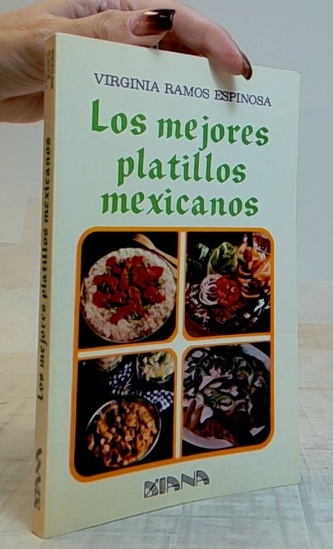 VIRGINIA RAMOS ESPINOSA
Los mejores
platillos
mexicanos
DIANA
Los mejores platillos mexicanos